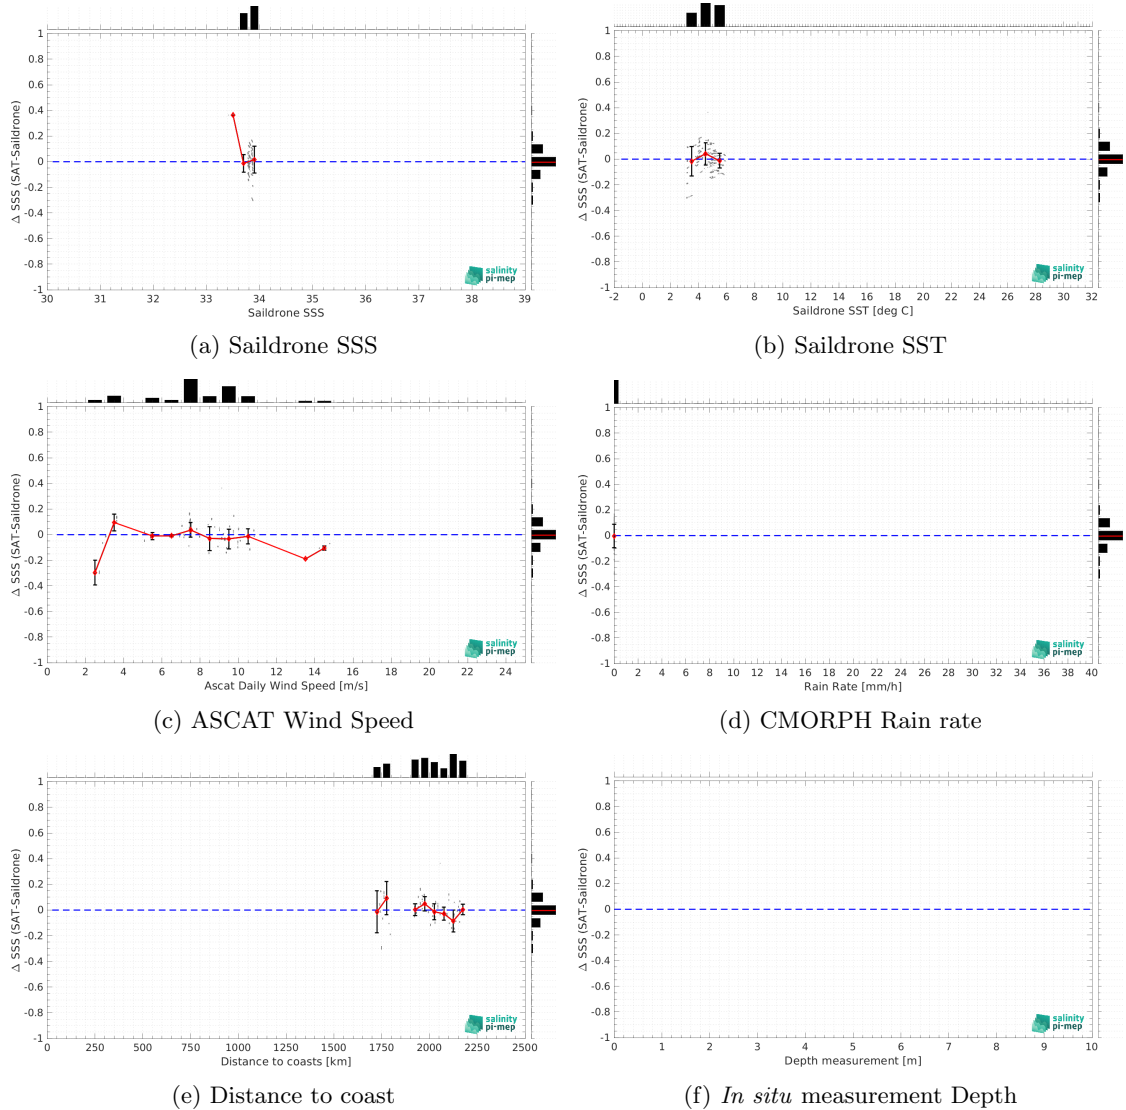 1
0.8
0.6
0.4
0.2
0
-0.2
-0.4
-0.6
-0.8
-1
Δ SSS (SAT-Saildrone)
30 31 32 33 34 35 36 37 38 39
Saildrone SSS
salinity
pi-mep
(a) Saildrone SSS
1
0.8
0.6
0.4
0.2
0
-0.2
-0.4
-0.6
-0.8
-1
Δ SSS (SAT-Saildrone)
-2 0 2 4 6 8 10 12 14 16 18 20 22 24 26 28 30 32
Saildrone SST [deg C]
salinity
pi-mep
(b) Saildrone SST
1
0.8
0.6
0.4
0.2
0
-0.2
-0.4
-0.6
-0.8
-1
Δ SSS (SAT-Saildrone)
0 2 4 6 8 10 12 14 16 18 20 22 24
Ascat Daily Wind Speed [m/s]
salinity
pi-mep
(c) ASCAT Wind Speed
1
0.8
0.6
0.4
0.2
0
-0.2
-0.4
-0.6
-0.8
-1
Δ SSS (SAT-Saildrone)
0 2 4 6 8 10 12 14 16 18 20 22 24 26 28 30 32 34 36 38 40
Rain Rate [mm/h]
salinity
pi-mep
(d) CMORPH Rain rate
1
0.8
0.6
0.4
0.2
0
-0.2
-0.4
-0.6
-0.8
-1
Δ SSS (SAT-Saildrone)
0 250 500 750 1000 1250 1500 1750 2000 2250 2500
Distance to coasts [km]
salinity
pi-mep
(e) Distance to coast
1
0.8
0.6
0.4
0.2
0
-0.2
-0.4
-0.6
-0.8
-1
Δ SSS (SAT-Saildrone)
0 1 2 3 4 5 6 7 8 9 10
Depth measurement [m]
salinity
pi-mep
(f) In situ measurement Depth